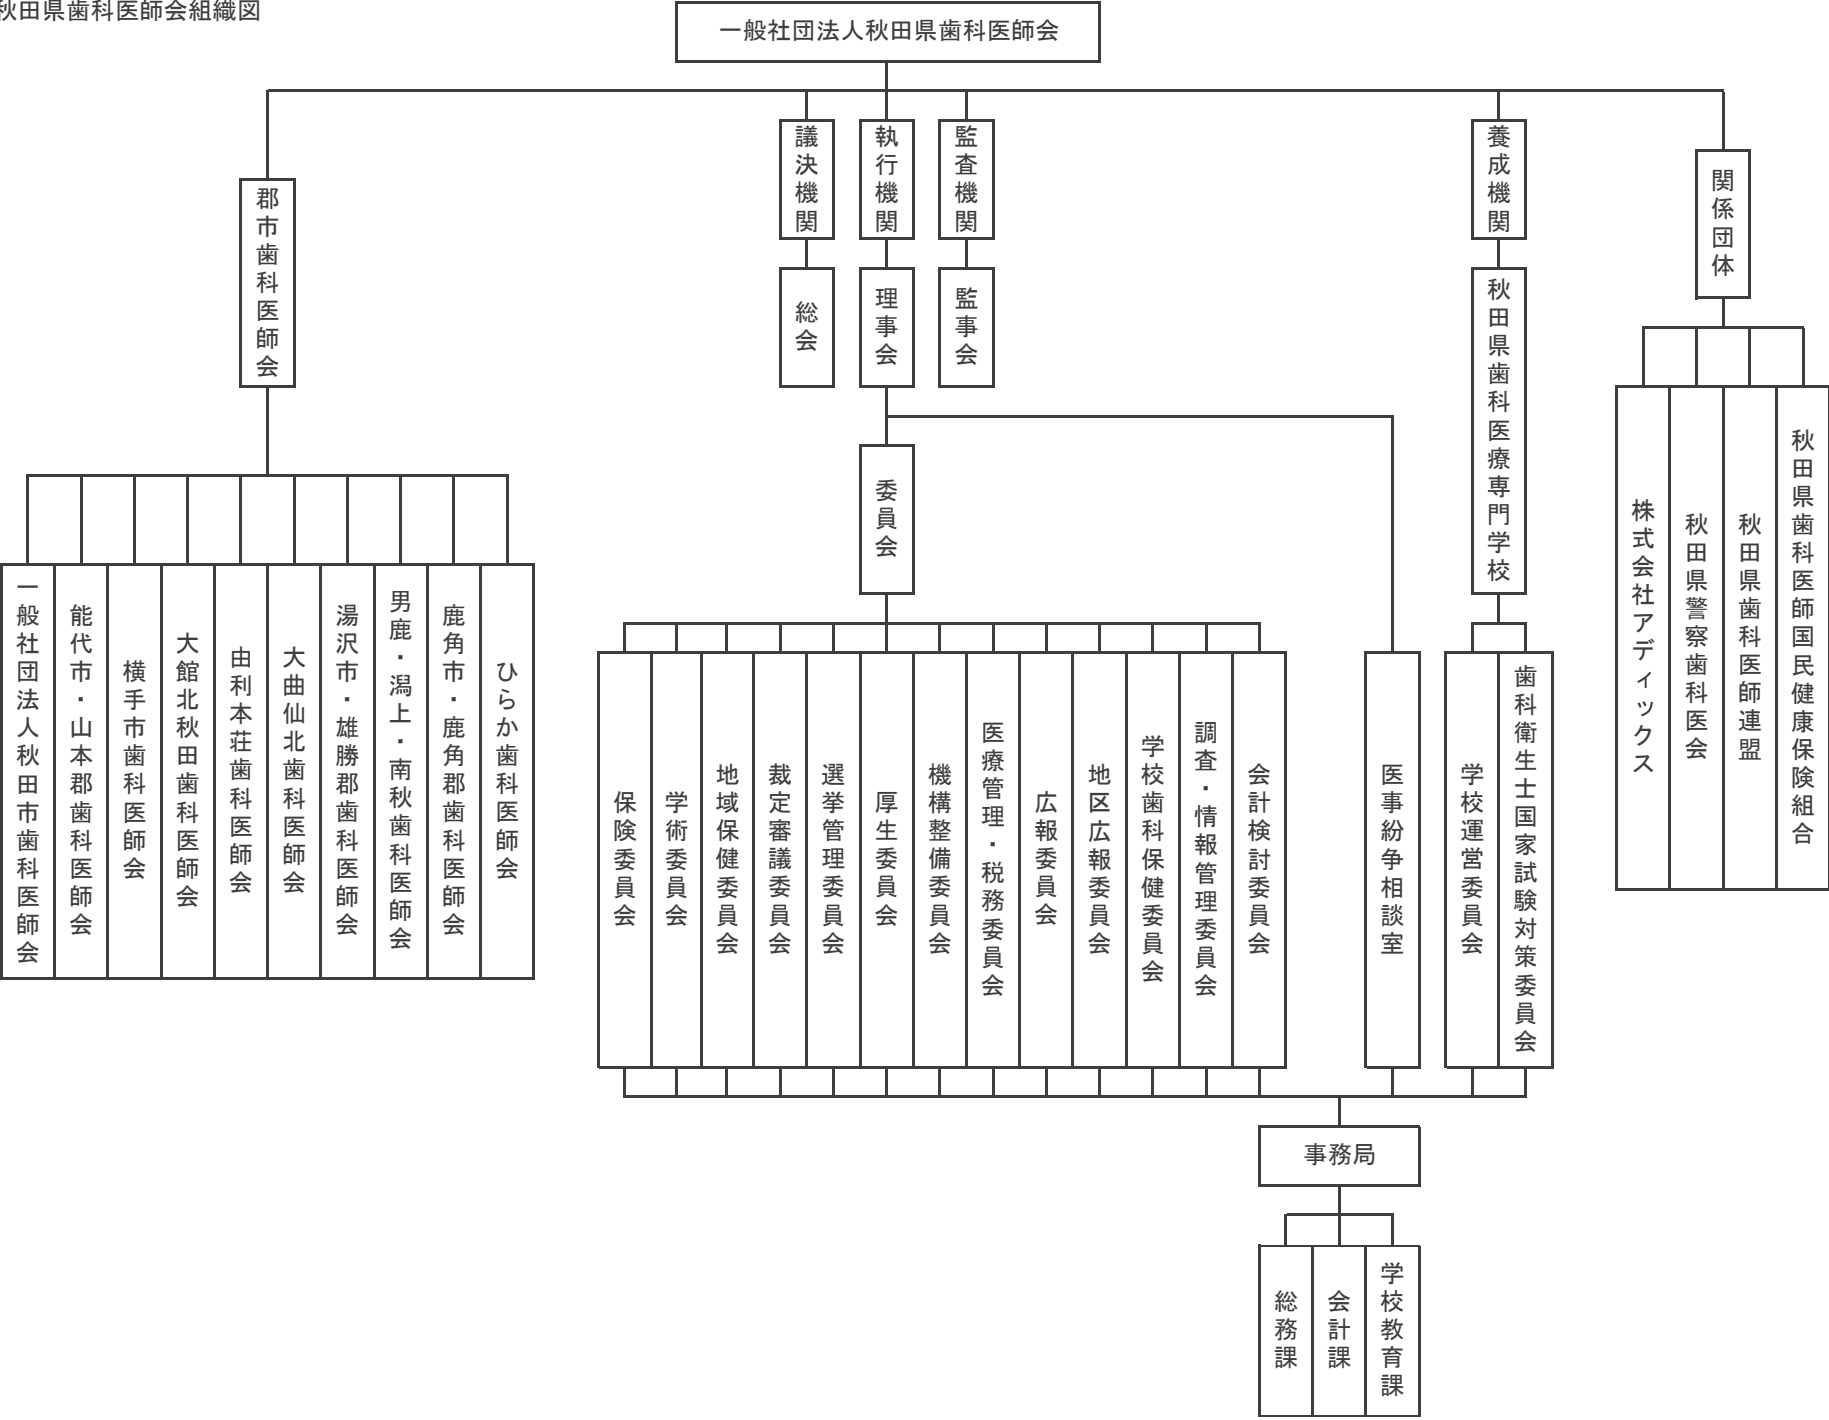 秋田県歯科医師会組織図
一般社団法人秋田県歯科医師会
郡市歯科医師会
議決機関
執行機関
監査機関
養成機関
関係団体
総会
理事会
監事会
秋田県歯科医療専門学校
委員会
一般社団法人秋田市歯科医師会
能代市・山本郡歯科医師会
横手市歯科医師会
大館北秋田歯科医師会
由利本荘歯科医師会
大曲仙北歯科医師会
湯沢市・雄勝郡歯科医師会
男鹿・潟上・南秋歯科医師会
鹿角市・鹿角郡歯科医師会
ひらか歯科医師会
保険委員会
学術委員会
地域保健委員会
裁定審議委員会
選挙管理委員会
厚生委員会
機構整備委員会
医療管理・税務委員会
広報委員会
地区広報委員会
学校歯科保健委員会
調査・情報管理委員会
会計検討委員会
医事紛争相談室
学校運営委員会
歯科衛生士国家試験対策委員会
株式会社アディックス
秋田県警察歯科医会
秋田県歯科医師連盟
秋田県歯科医師国民健康保険組合
事務局
総務課
会計課
学校教育課